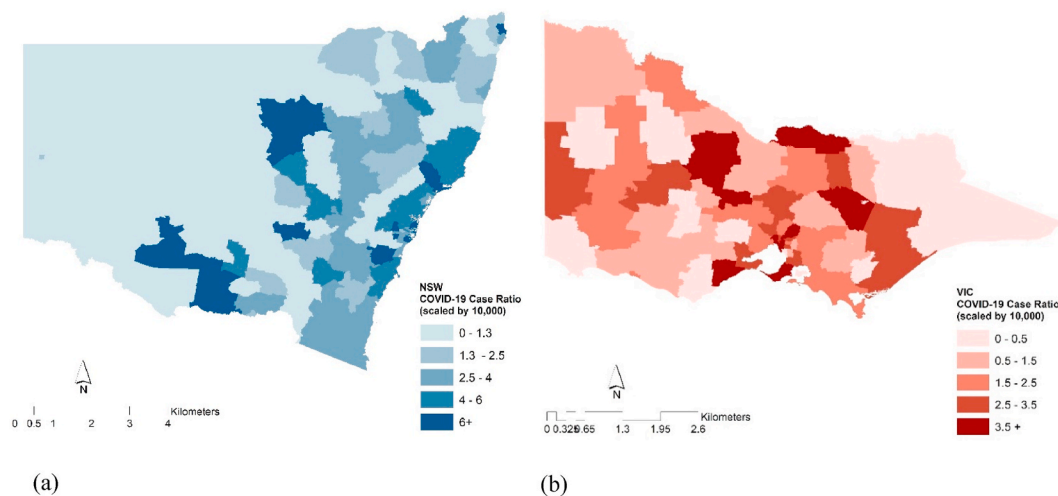 NSW
COVID-19 Case Ratio
(scaled by 10,000)
0 - 1.3
1.3 - 2.5
2.5 - 4
4 - 6
6+
N
Kilometers
0 0.5 1 2 3 4
(a)
VIC
COVID-19 Case Ratio
(scaled by 10,000)
0 - 0.5
0.5 - 1.5
1.5 - 2.5
2.5 - 3.5
3.5 +
N
Kilometers
0 1.3 1.95 2.6
(b)